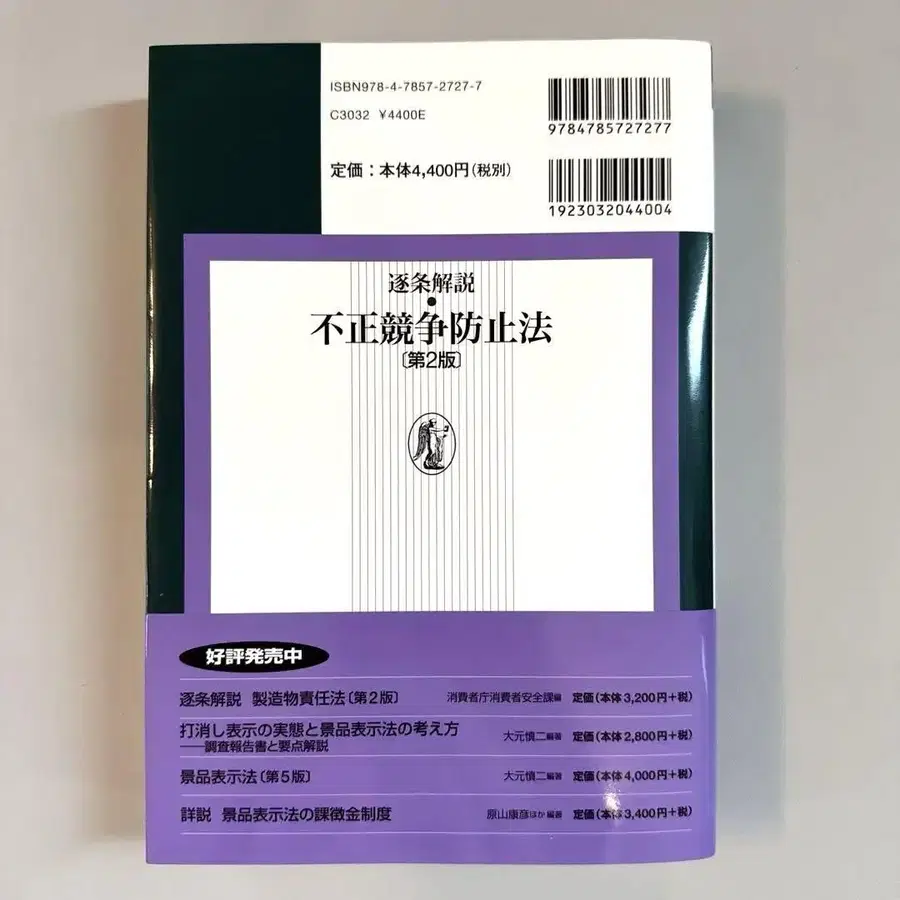 ISBN978-4-7857-2727-7
C3032 ¥4400E
9784785727277
定価：本体4,400円（税別）
1923032044004
逐条解説
・
不正競争防止法
〔第2版〕
好評発売中
逐条解説 製造物責任法〔第2版〕 消費者庁消費者安全課編 定価（本体3,200円+税）
打消し表示の実態と景品表示法の考え方
──調査報告書と要点解説 大元慎二編著 定価（本体2,800円+税）
景品表示法〔第5版〕 大元慎二編著 定価（本体4,000円+税）
詳説 景品表示法の課徴金制度 原山康彦ほか編著 定価（本体3,400円+税）